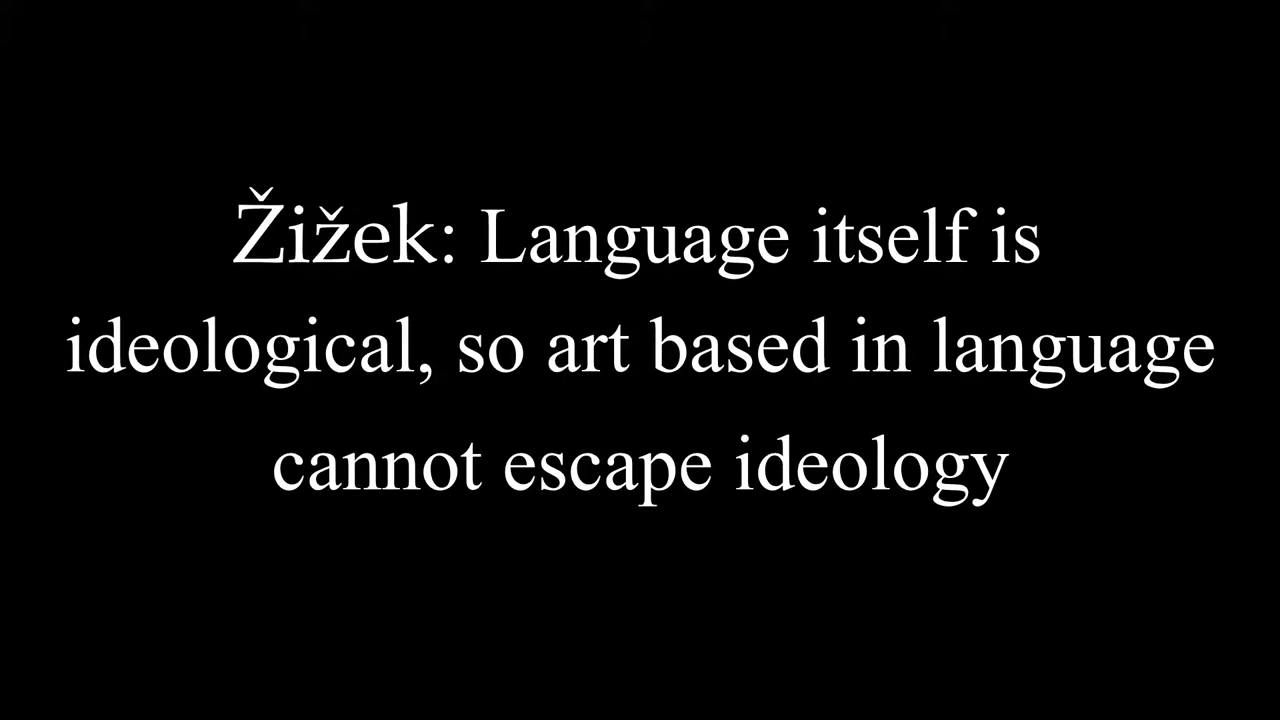 Žižek: Language itself is
ideological, so art based in language
cannot escape ideology